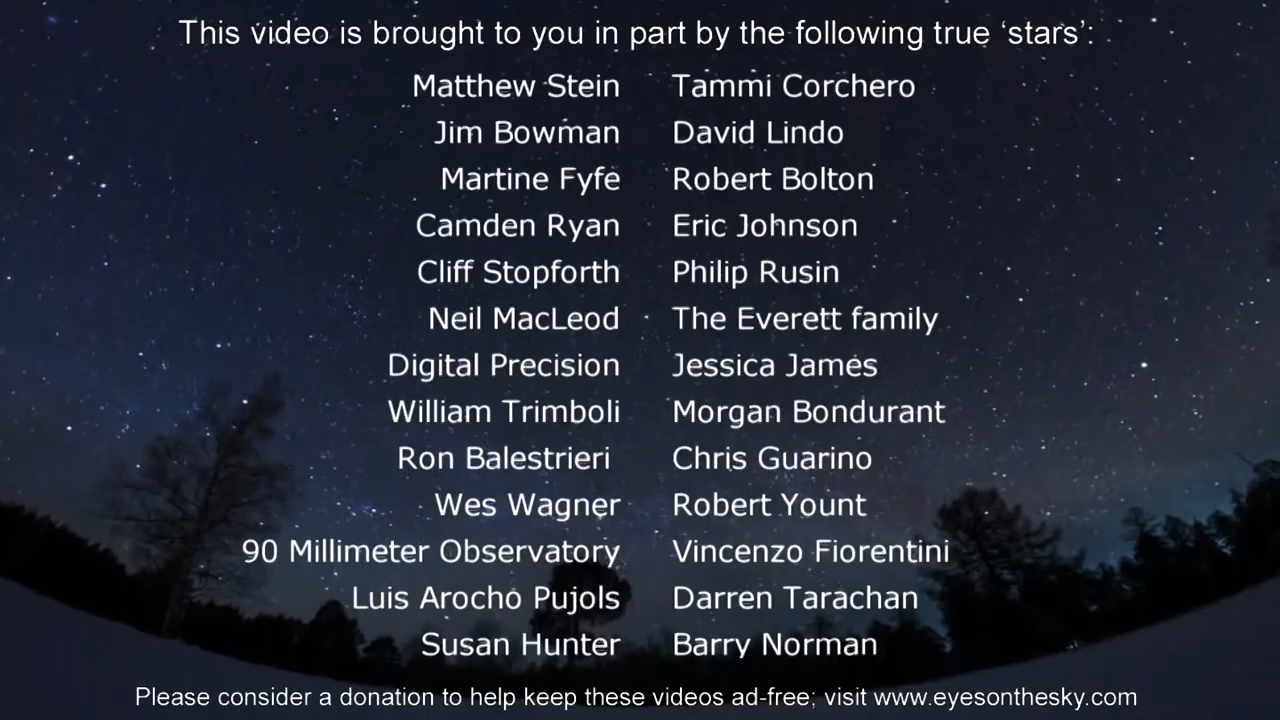 This video is brought to you in part by the following true ‘stars’:
Matthew Stein Tammi Corchero
Jim Bowman David Lindo
Martine Fyfe Robert Bolton
Camden Ryan Eric Johnson
Cliff Stopforth Philip Rusin
Neil MacLeod The Everett family
Digital Precision Jessica James
William Trimboli Morgan Bondurant
Ron Balestrieri Chris Guarino
Wes Wagner Robert Yount
90 Millimeter Observatory Vincenzo Fiorentini
Luis Arocho Pujols Darren Tarachan
Susan Hunter Barry Norman
Please consider a donation to help keep these videos ad-free; visit www.eyesonthesky.com